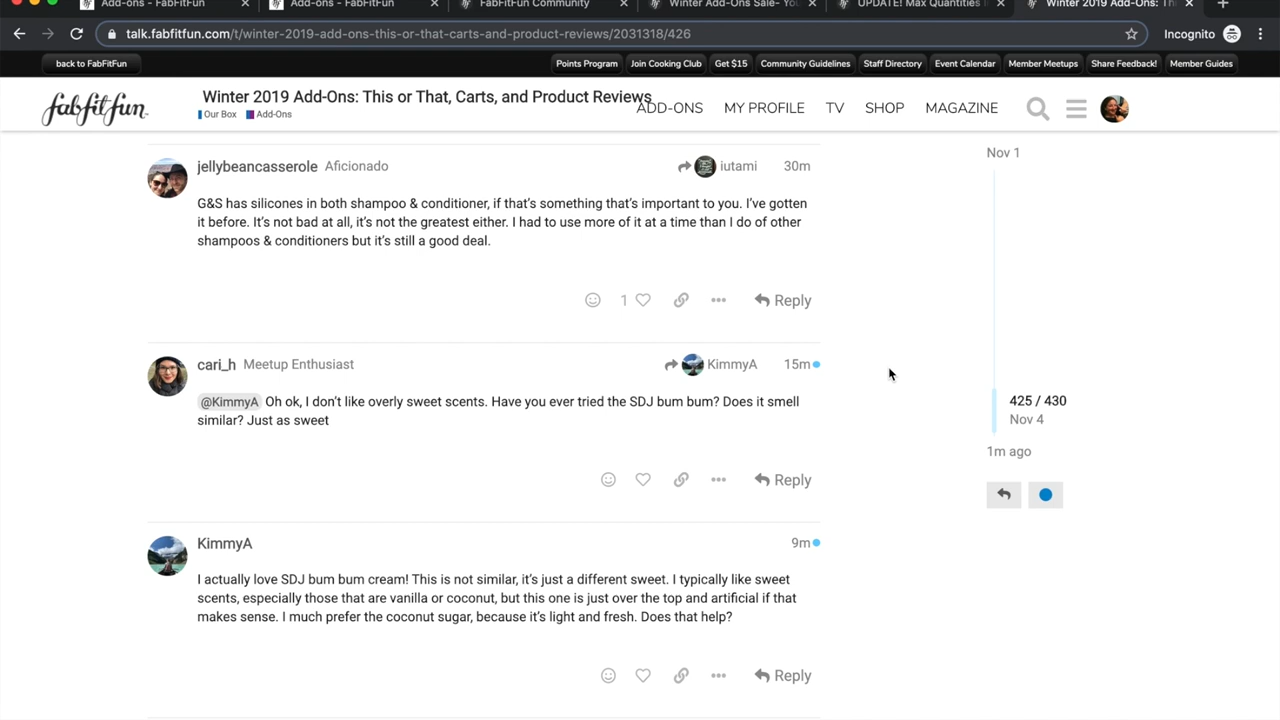 Add-ons - FabFitFun
Add-ons - FabFitFun
FabFitFun Community
Winter Add-Ons Sale- Yo
UPDATE! Max Quantities I
Winter 2019 Add-Ons: Th
talk.fabfitfun.com/t/winter-2019-add-ons-this-or-that-carts-and-product-reviews/2031318/426
Incognito
back to FabFitFun
Points Program
Join Cooking Club
Get $15
Community Guidelines
Staff Directory
Event Calendar
Member Meetups
Share Feedback!
Member Guides
fabfitfun
Winter 2019 Add-Ons: This or That, Carts, and Product Reviews
Our Box Add-Ons
ADD-ONS MY PROFILE TV SHOP MAGAZINE
jellybeancasserole Aficionado iutami 30m
G&S has silicones in both shampoo & conditioner, if that's something that's important to you. I've gotten
it before. It's not bad at all, it's not the greatest either. I had to use more of it at a time than I do of other
shampoos & conditioners but it's still a good deal.
1 Reply
cari_h Meetup Enthusiast KimmyA 15m
@KimmyA Oh ok, I don't like overly sweet scents. Have you ever tried the SDJ bum bum? Does it smell
similar? Just as sweet
Reply
KimmyA 9m
I actually love SDJ bum bum cream! This is not similar, it's just a different sweet. I typically like sweet
scents, especially those that are vanilla or coconut, but this one is just over the top and artificial if that
makes sense. I much prefer the coconut sugar, because it's light and fresh. Does that help?
Reply
Nov 1
425 / 430
Nov 4
1m ago